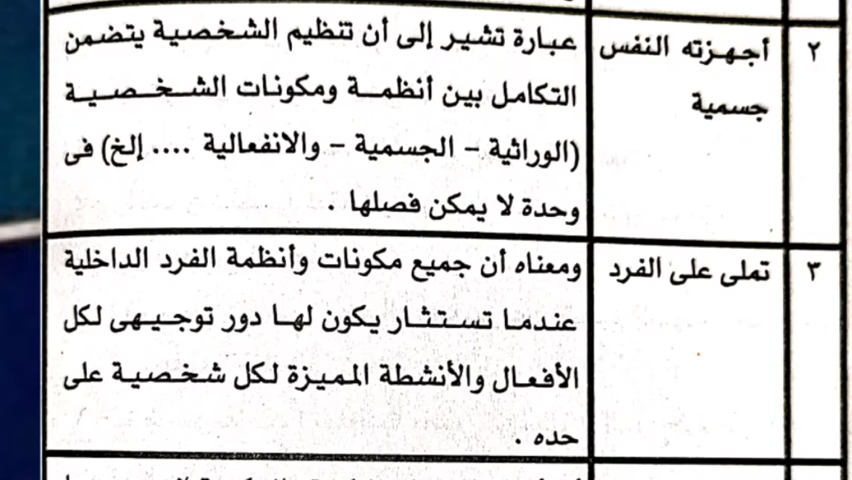 ٢
أجهزته النفس
جسمية
عبارة تشير إلى أن تنظيم الشخصية يتضمن
التكامل بين أنظمة ومكونات الشخصية
(الوراثية - الجسمية - والانفعالية .... إلخ) فى
وحدة لا يمكن فصلها .
٣
تملى على الفرد
ومعناه أن جميع مكونات وأنظمة الفرد الداخلية
عندما تستثار يكون لها دور توجيهى لكل
الأفعال والأنشطة المميزة لكل شخصية على
حده .